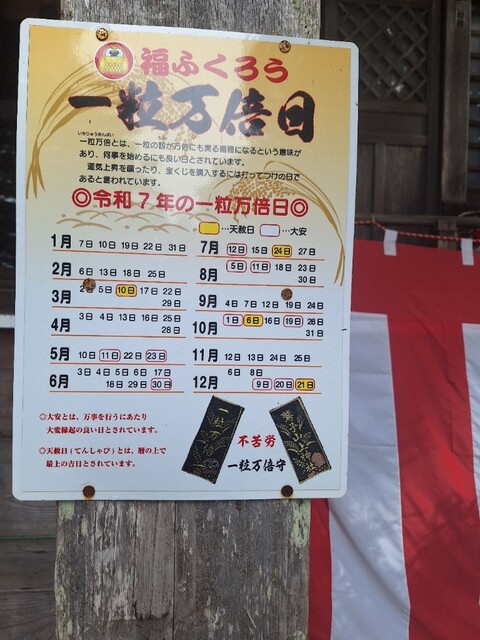 福ふくろう
一粒万倍日
いちりゅうまんばい
一粒万倍とは、一粒の籾が万倍にも実る稲穂になるという意味が
あり、何事を始めるにも良い日とされています。
運気上昇を願ったり、宝くじを購入するには打ってつけの日で
あると言われています。
◎令和7年の一粒万倍日◎
…天赦日 …大安
1月 7日 10日 19日 22日 31日
2月 6日 13日 18日 25日
3月 2日 5日 10日 17日 22日
29日
4月 3日 4日 13日 16日 25日
28日
5月 10日 11日 22日 23日
6月 3日 4日 5日 6日 17日
18日 29日 30日
7月 12日 15日 24日 27日
8月 5日 11日 18日 23日
30日
9月 4日 7日 12日 19日 24日
10月 1日 6日 16日 19日 28日
31日
11月 12日 13日 24日 25日
12月 6日 8日
9日 20日 21日
◎大安とは、万事を行うにあたり
大変縁起の良い日とされています。
◎天赦日(てんしゃび)とは、暦の上で
最上の吉日とされています。
一粒万倍
不苦労
一粒万倍守